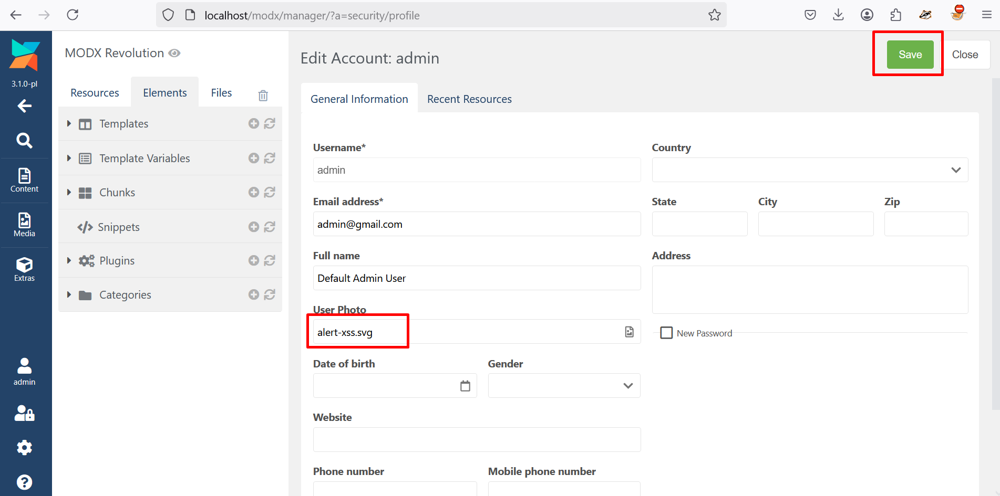 localhost/modx/manager/?a=security/profile
3.1.0-pl
Content
Media
Extras
admin
MODX Revolution
Resources
Elements
Files
Templates
Template Variables
Chunks
Snippets
Plugins
Categories
Edit Account: admin
Save
Close
General Information
Recent Resources
Username*
admin
Email address*
admin@gmail.com
Full name
Default Admin User
User Photo
alert-xss.svg
Date of birth
Gender
Website
Phone number
Mobile phone number
Country
State
City
Zip
Address
New Password